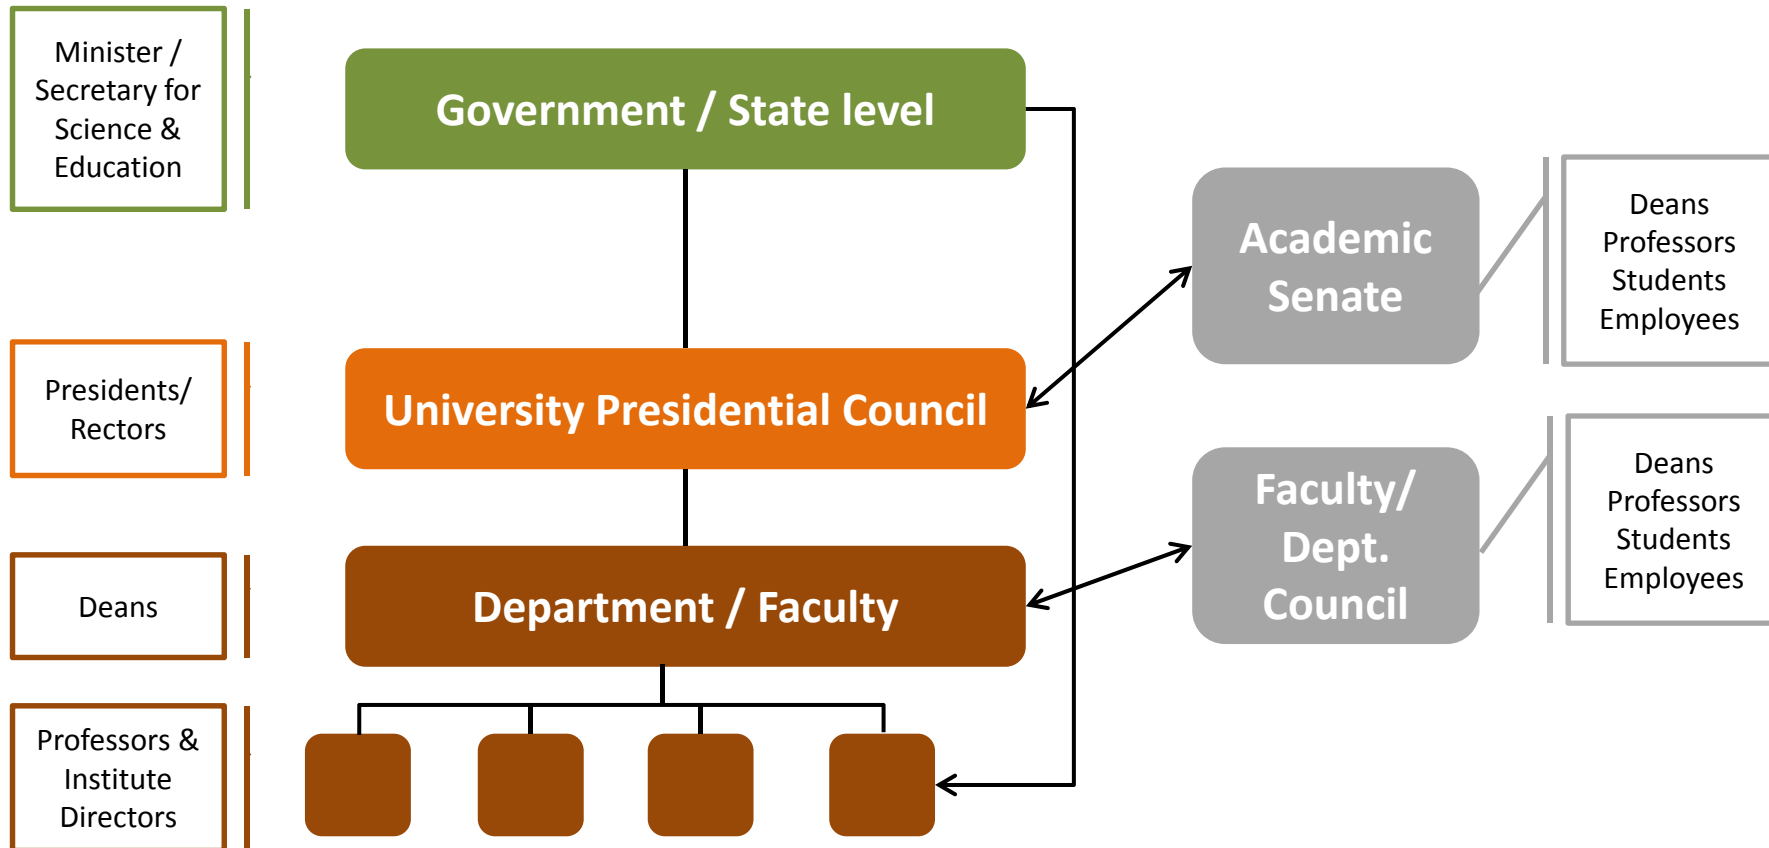 Minister /
Secretary for
Science &
Education
Government / State level
Academic
Senate
Deans
Professors
Students
Employees
Presidents/
Rectors
University Presidential Council
Faculty/
Dept.
Council
Deans
Professors
Students
Employees
Deans
Department / Faculty
Professors &
Institute
Directors